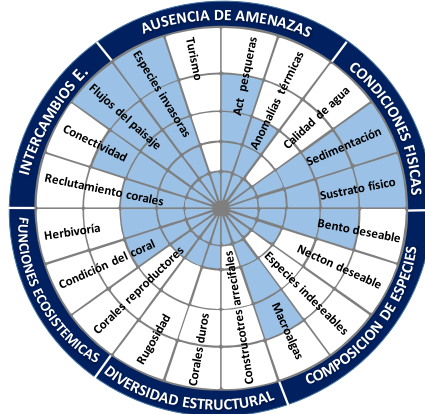 AUSENCIA DE AMENAZAS
CONDICIONES FISICAS
COMPOSICION DE ESPECIES
DIVERSIDAD ESTRUCTURAL
FUNCIONES ECOSISTEMICAS
INTERCAMBIOS E.
Turismo
Act pesqueras
Anomalías térmicas
Calidad de agua
Sedimentación
Sustrato físico
Bento deseable
Necton deseable
Especies indeseables
Macroalgas
Construcotres arrecifales
Corales duros
Rugosidad
Corales reproductores
Condición del coral
Herbivoría
Reclutamiento corales
Conectividad
Flujos del paisaje
Especies invasoras